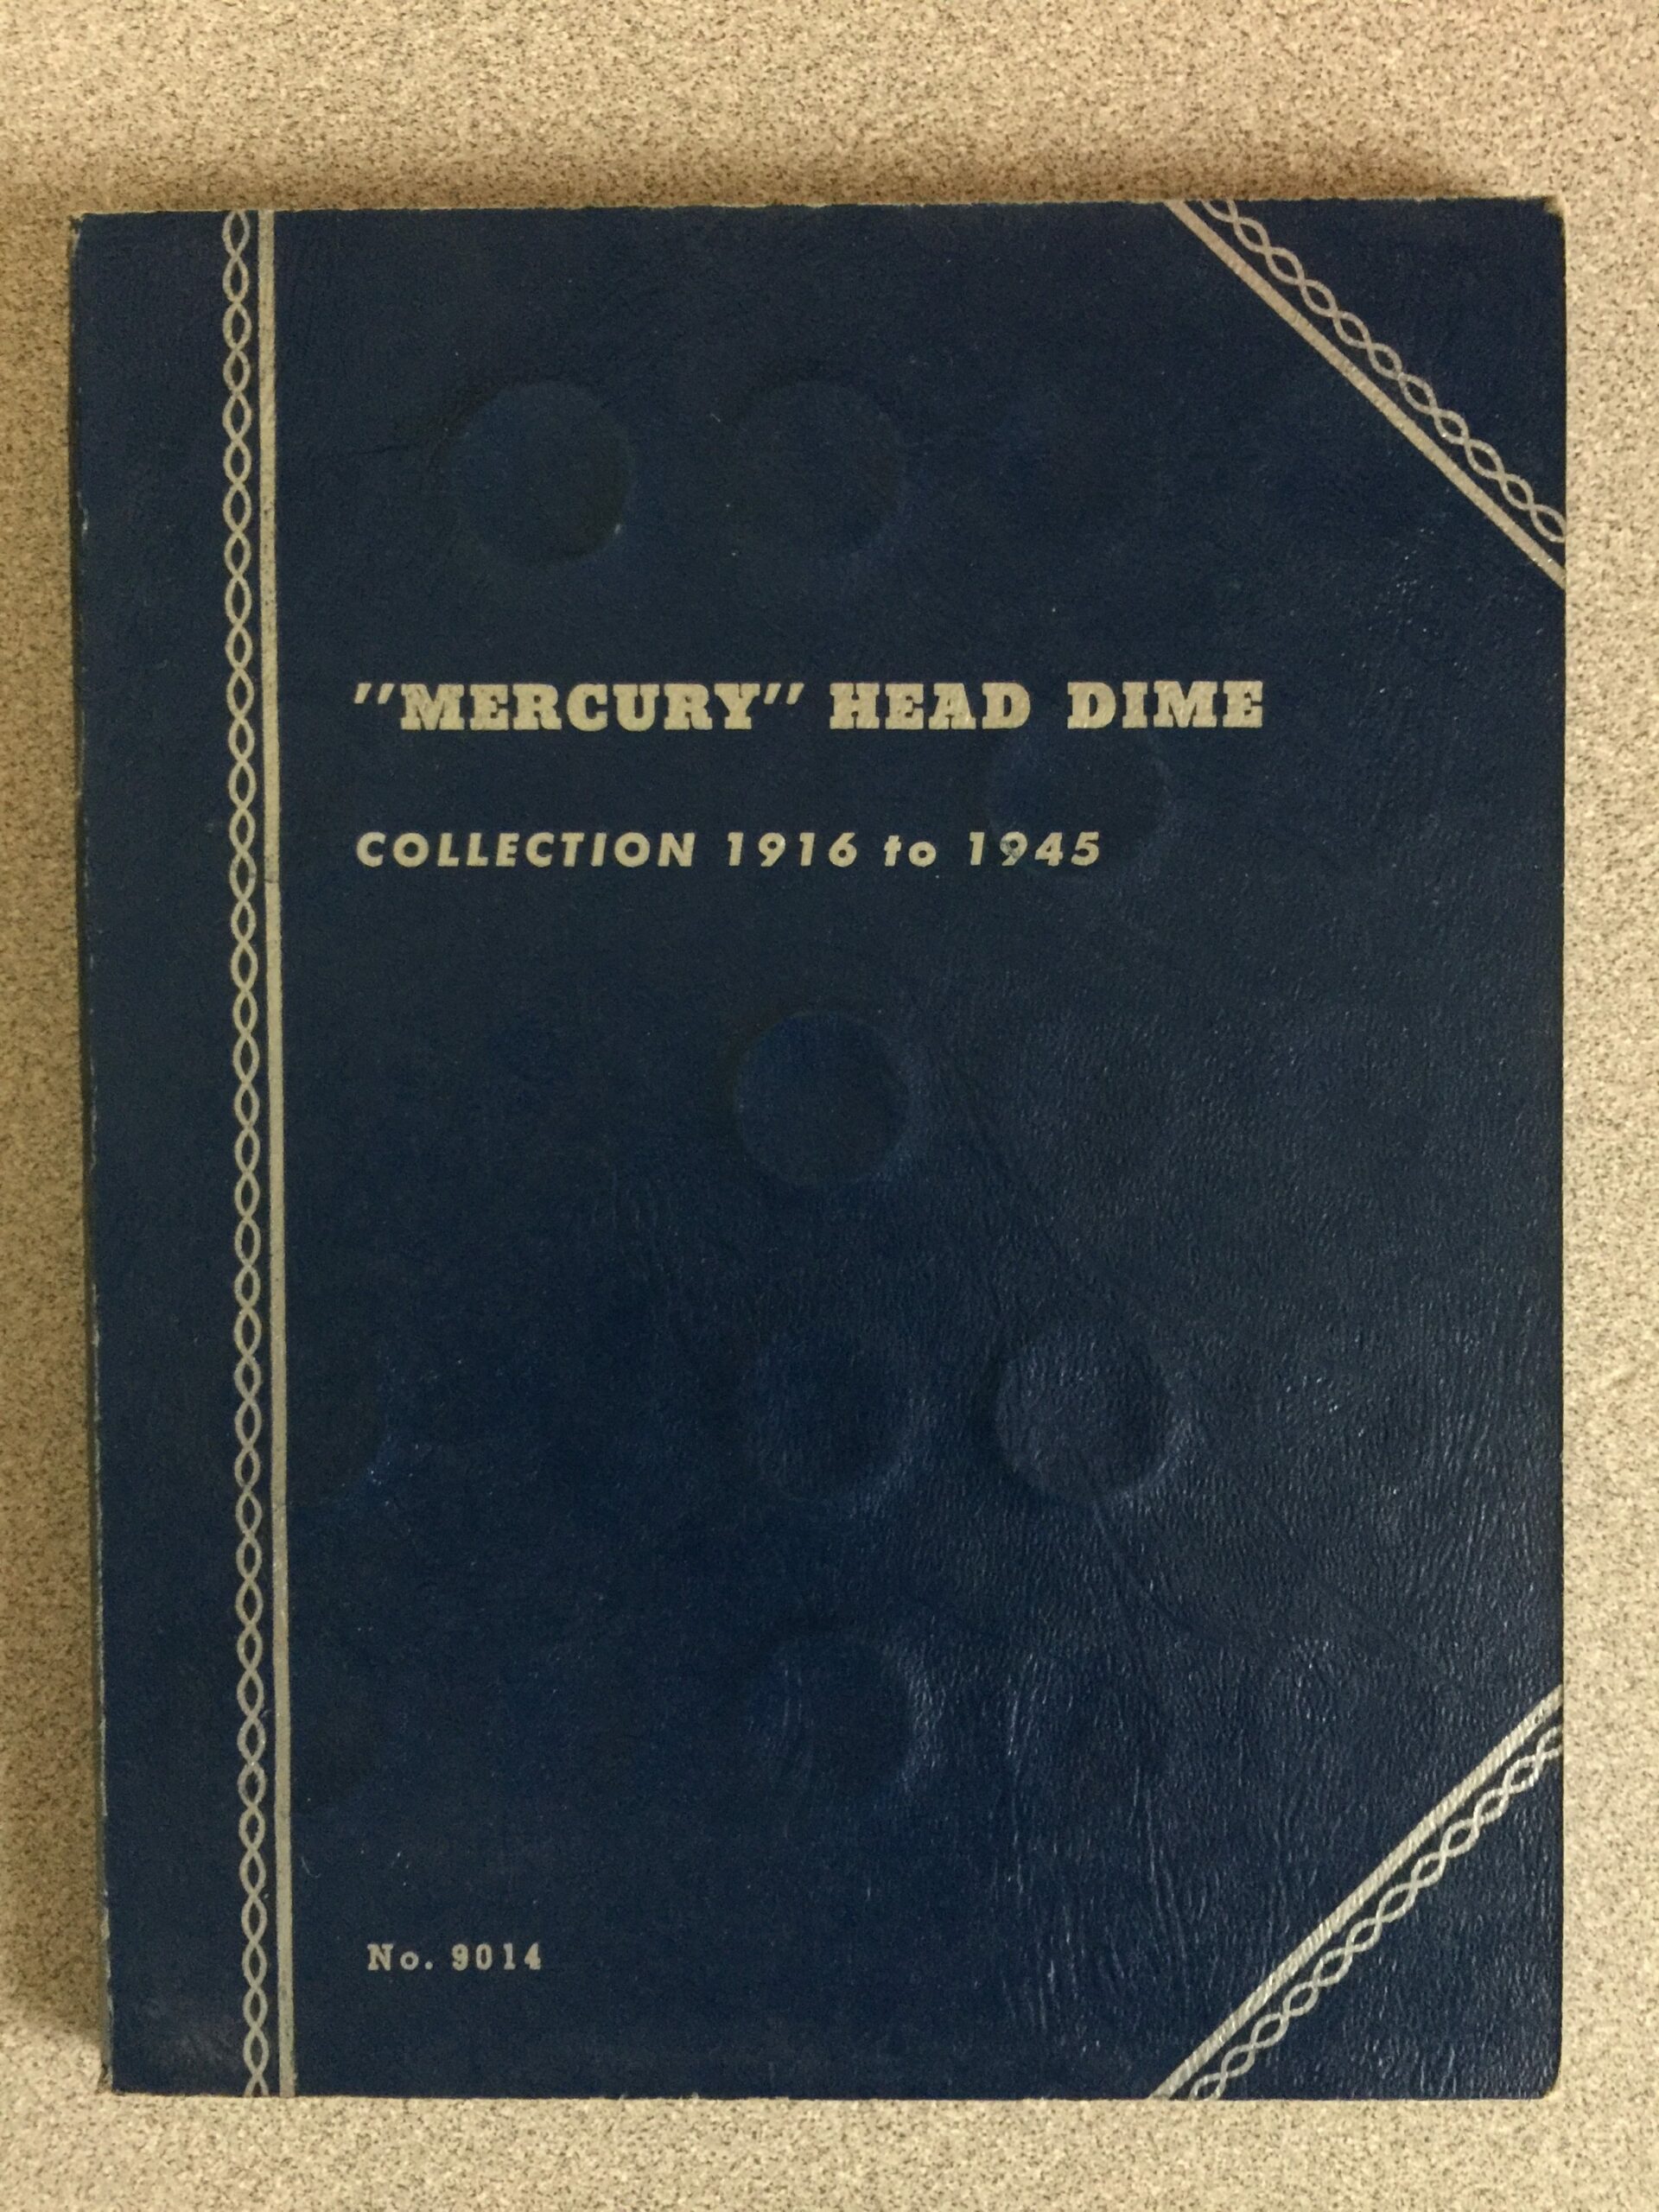 "MERCURY" HEAD DIME
COLLECTION 1916 to 1945
No. 9014